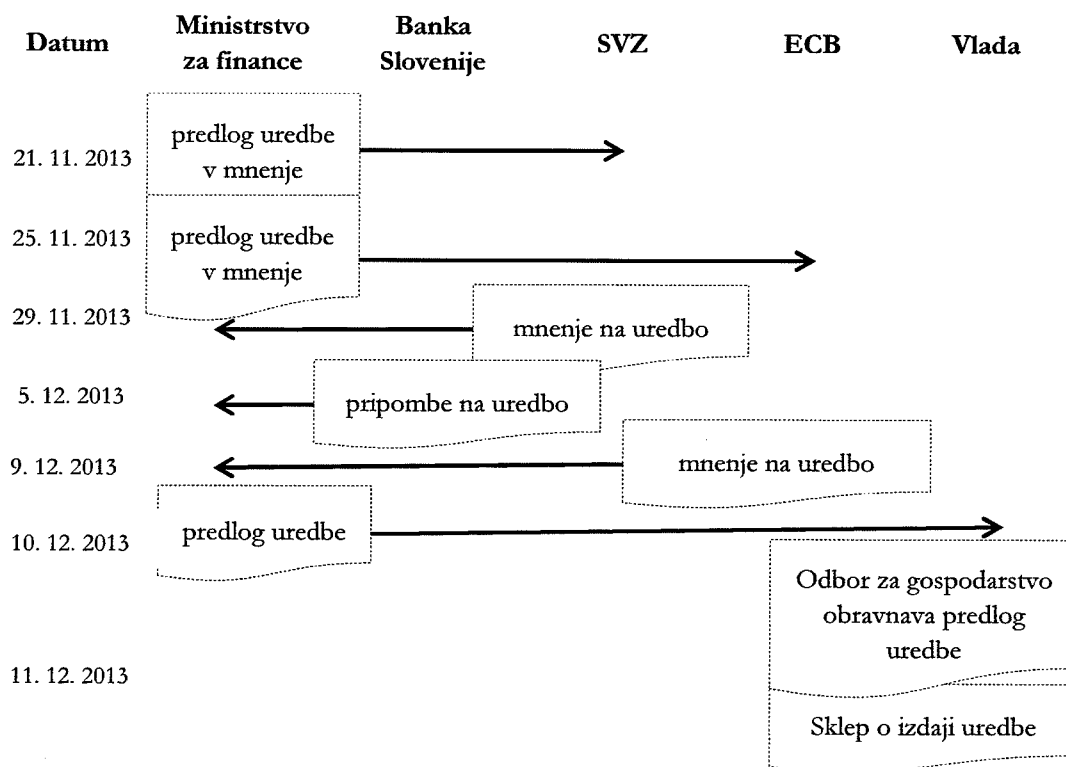 Datum
Ministrstvo
za finance
Banka
Slovenije
SVZ
ECB
Vlada
21. 11. 2013
predlog uredbe
v mnenje
25. 11. 2013
predlog uredbe
v mnenje
29. 11. 2013
mnenje na uredbo
5. 12. 2013
pripombe na uredbo
9. 12. 2013
mnenje na uredbo
10. 12. 2013
predlog uredbe
11. 12. 2013
Odbor za gospodarstvo
obravnava predlog
uredbe
Sklep o izdaji uredbe